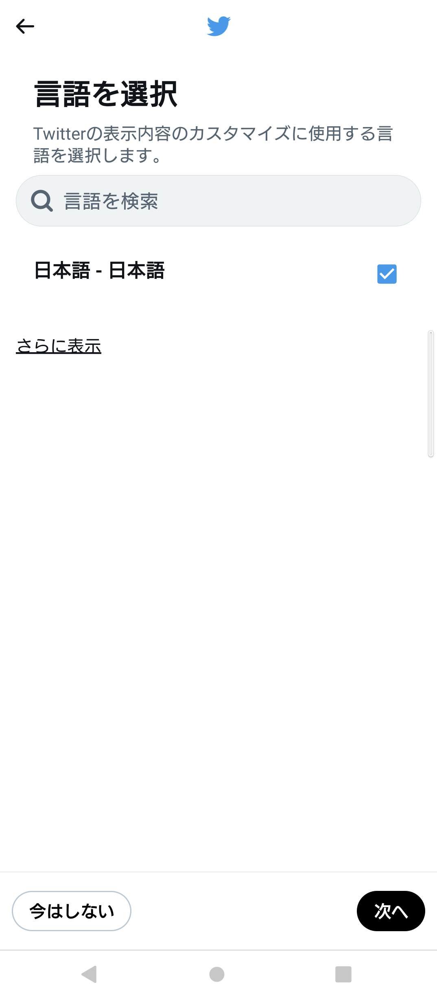 言語を選択
Twitterの表示内容のカスタマイズに使用する言
語を選択します。
言語を検索
日本語 - 日本語
さらに表示
今はしない
次へ